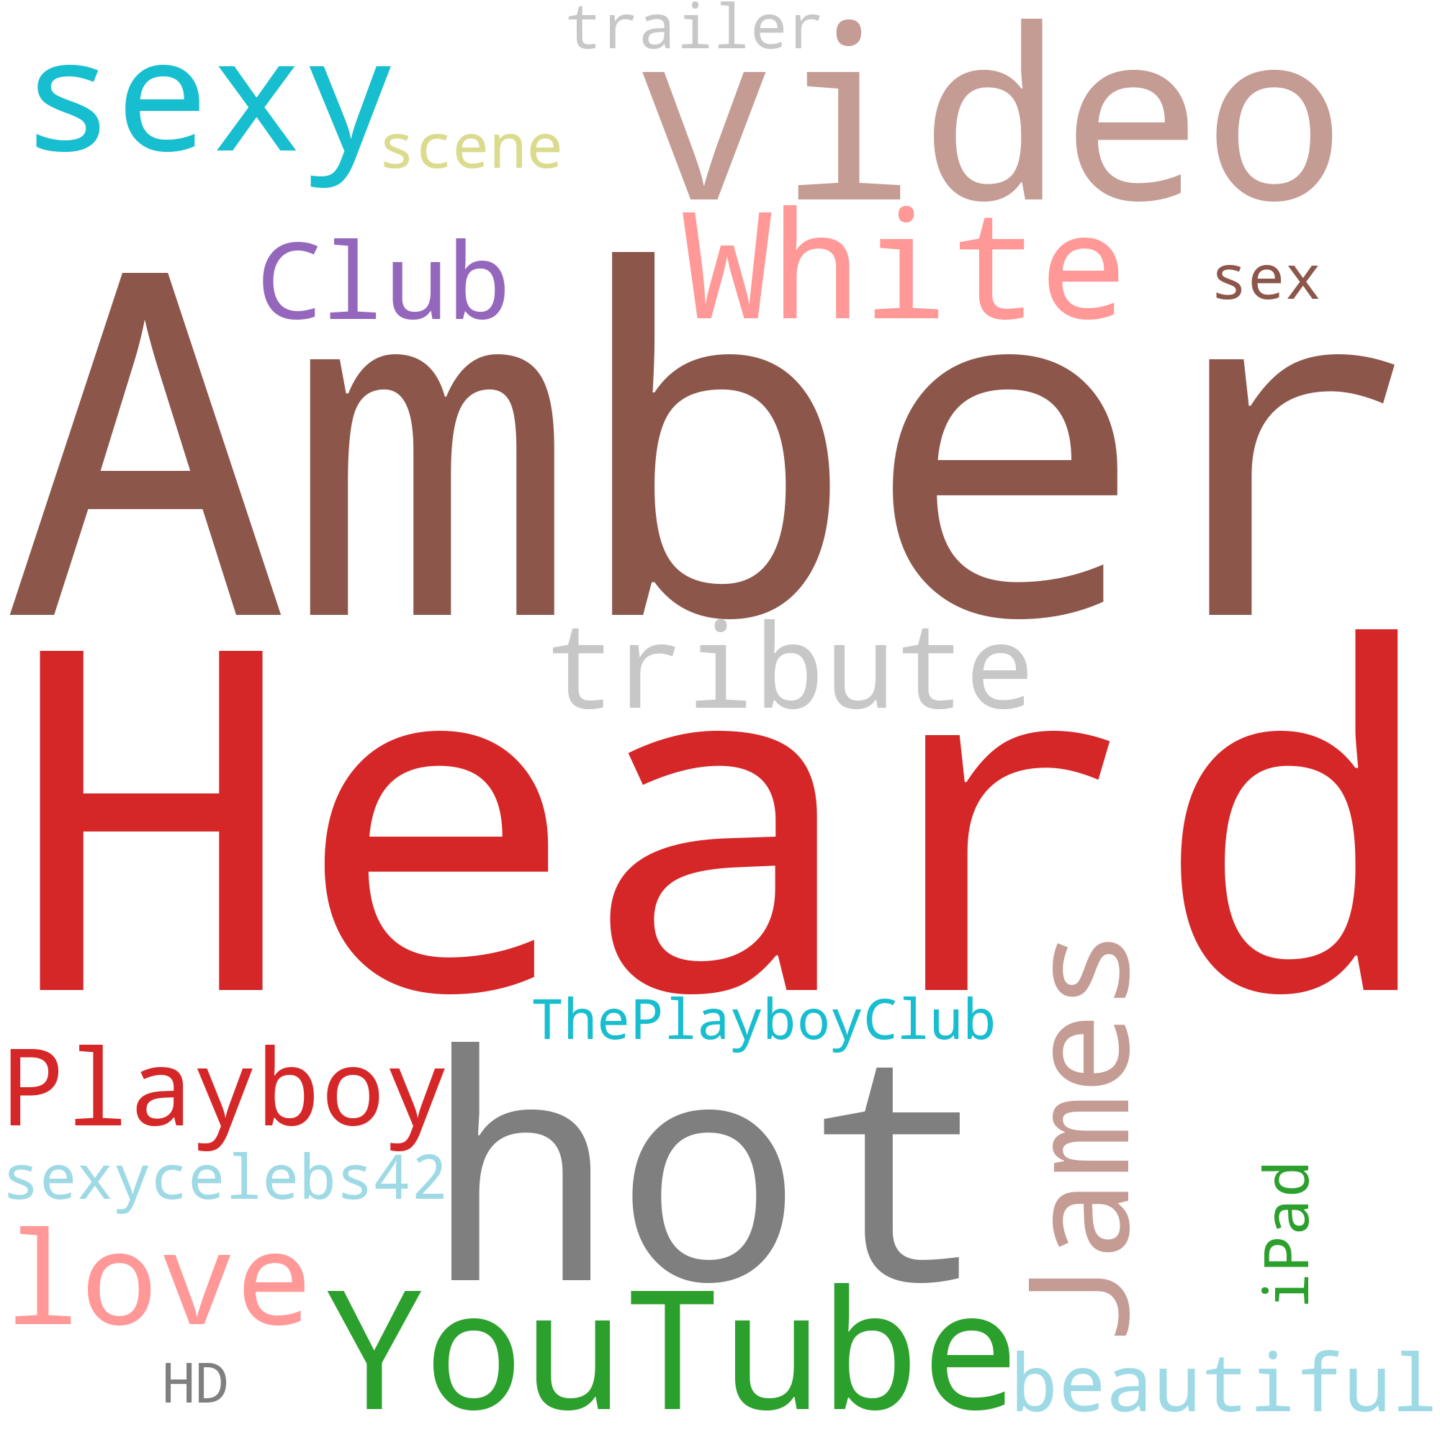 trailer
sexy
video
scene
Club
White
sex
Amber
tribute
Heard
ThePlayboyClub
James
Playboy
hot
sexycelebs42
iPad
love
YouTube
HD
beautiful